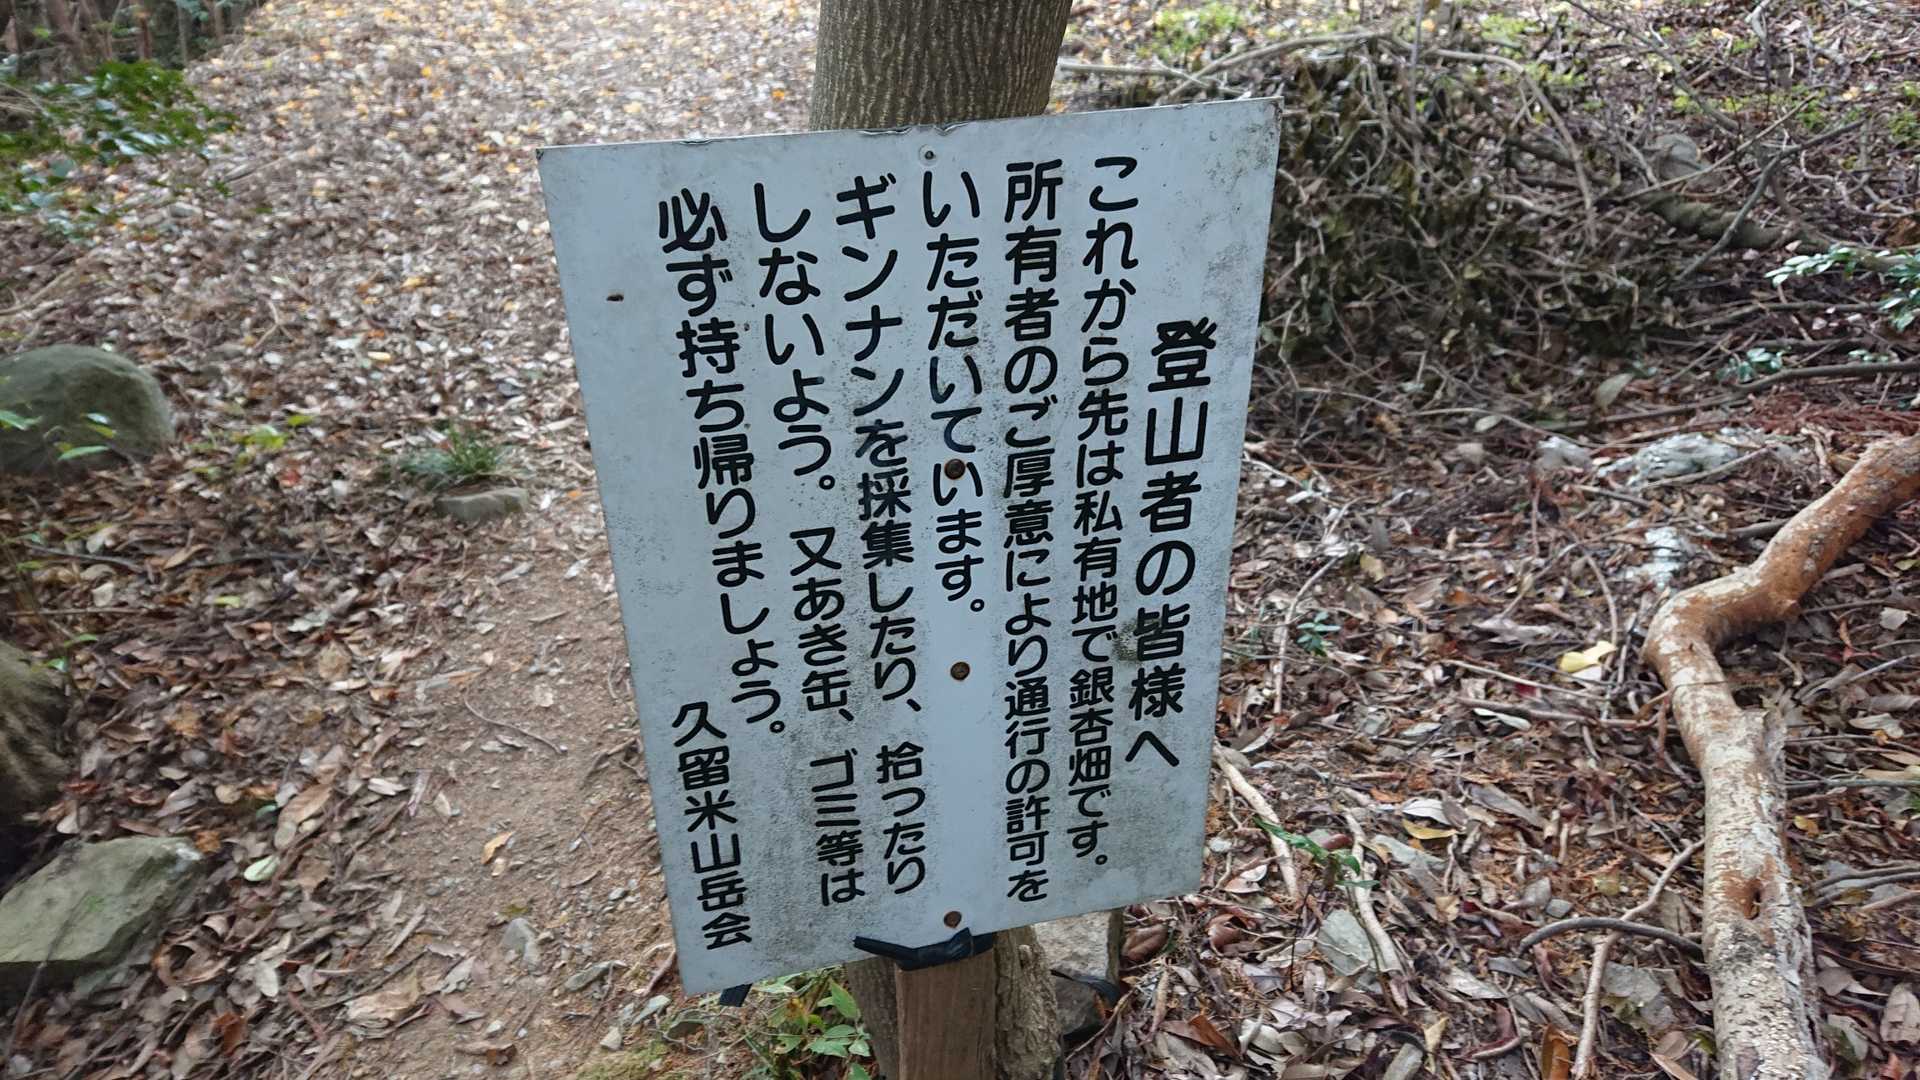 登山者の皆様へ
これから先は私有地で銀杏畑です。
所有者のご厚意により通行の許可を
いただいています。
ギンナンを採集したり、拾ったり
しないよう。又あき缶、ゴミ等は
必ず持ち帰りましょう。
久留米山岳会